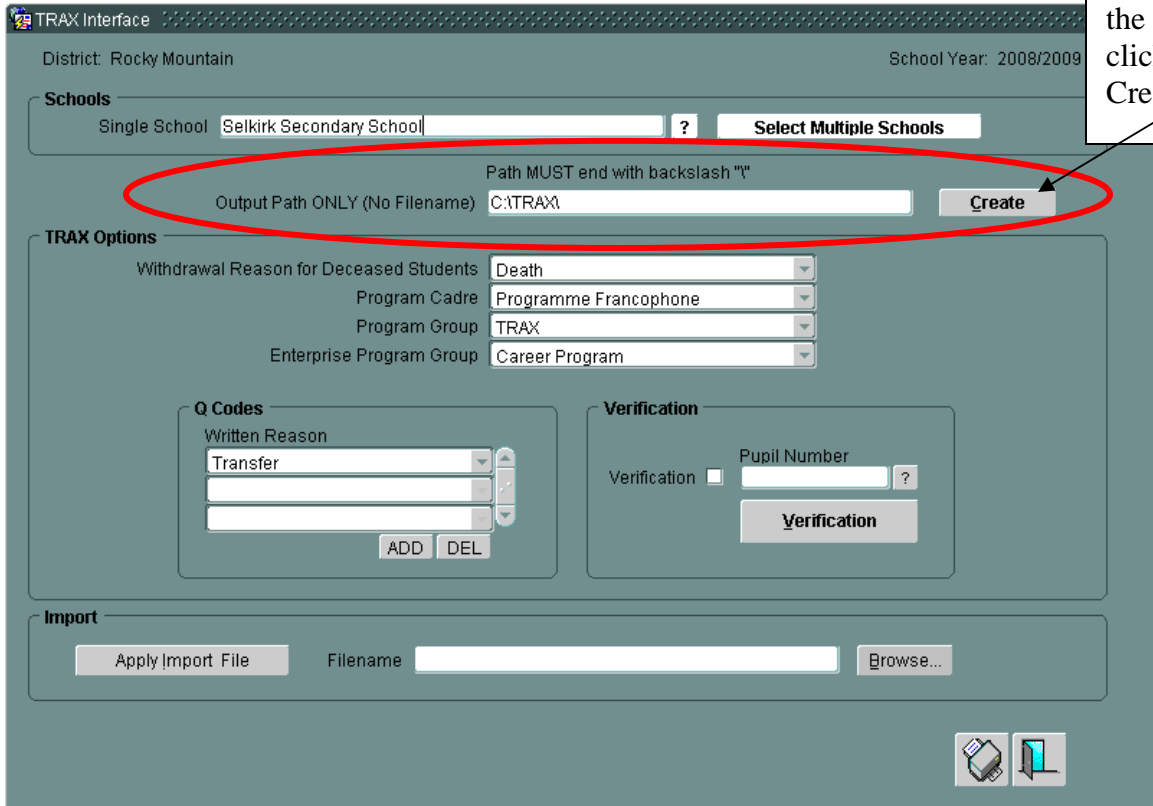 TRAX Interface
the
District: Rocky Mountain School Year: 2008/2009
Schools
Single School Selkirk Secondary School ? Select Multiple Schools
Path MUST end with backslash "\"
Output Path ONLY (No Filename) C:\TRAX\ Create
TRAX Options
Withdrawal Reason for Deceased Students Death
Program Cadre Programme Francophone
Program Group TRAX
Enterprise Program Group Career Program
Q Codes
Written Reason
Transfer
ADD DEL
Verification
Pupil Number
Verification ?
Verification
Import
Apply Import File Filename Browse...